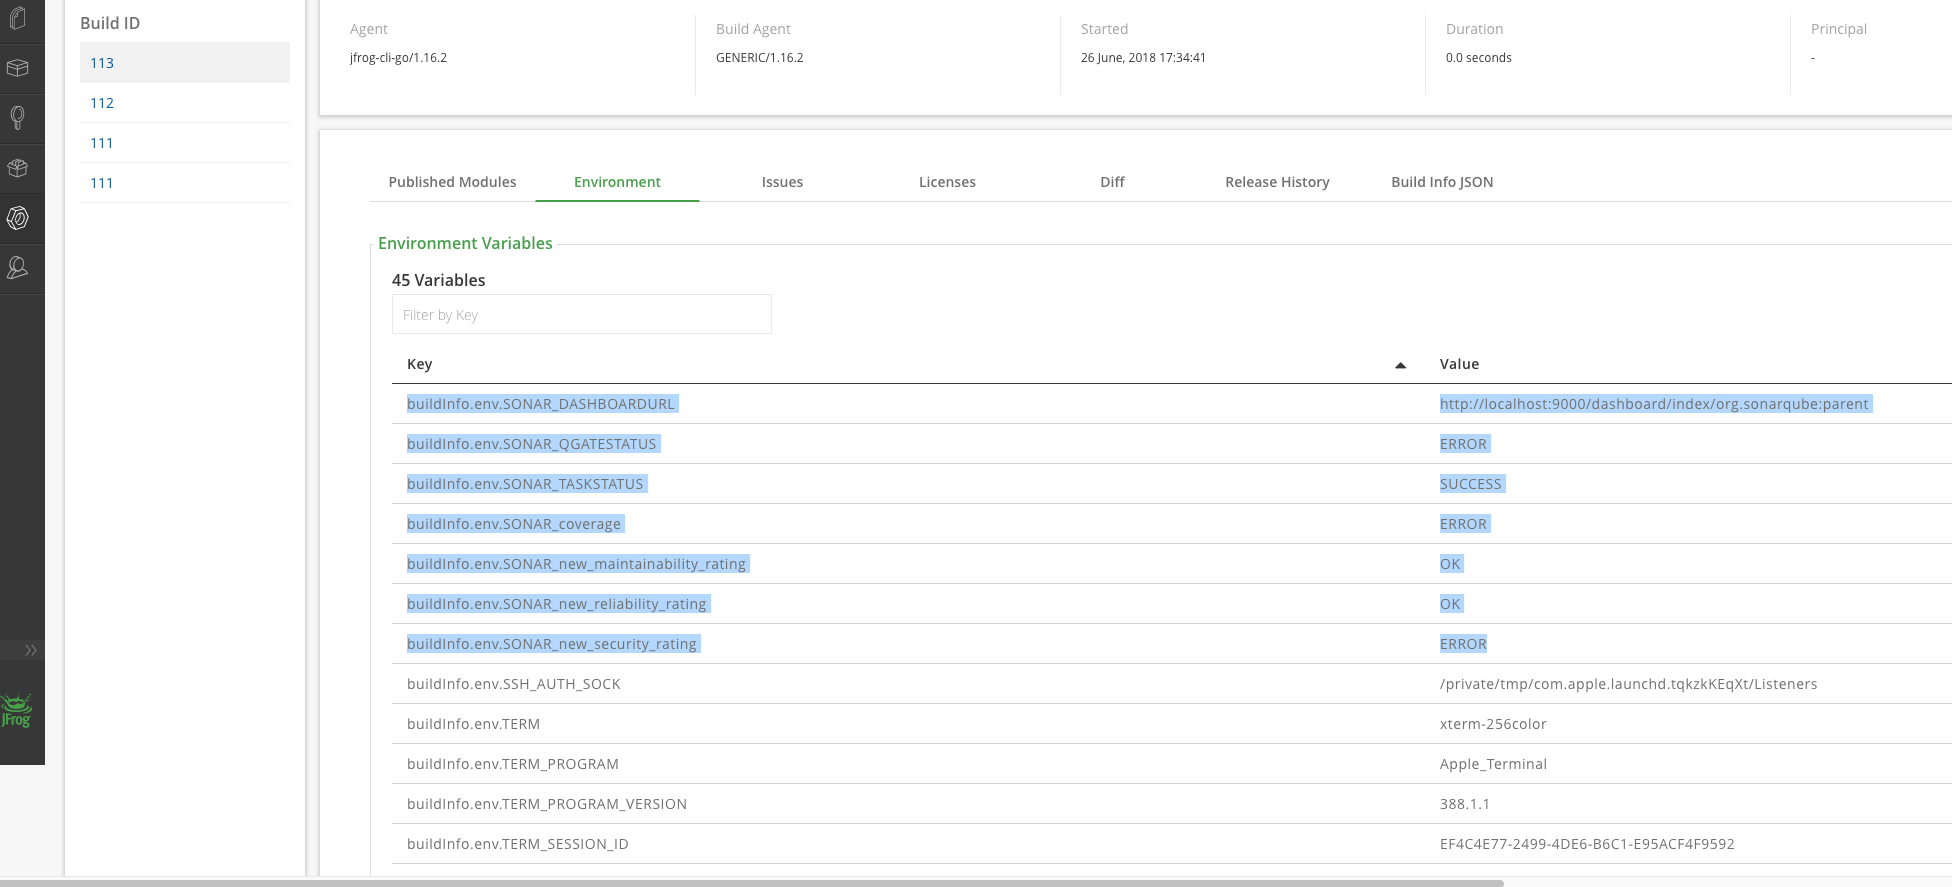 Build ID
113
112
111
111
JFrog
Agent
jfrog-cli-go/1.16.2
Build Agent
GENERIC/1.16.2
Started
26 June, 2018 17:34:41
Duration
0.0 seconds
Principal
-
Published Modules Environment Issues Licenses Diff Release History Build Info JSON
Environment Variables
45 Variables
Filter by Key
Key Value
buildInfo.env.SONAR_DASHBOARDURL http://localhost:9000/dashboard/index/org.sonarqube:parent
buildInfo.env.SONAR_QGATESTATUS ERROR
buildInfo.env.SONAR_TASKSTATUS SUCCESS
buildInfo.env.SONAR_coverage ERROR
buildInfo.env.SONAR_new_maintainability_rating OK
buildInfo.env.SONAR_new_reliability_rating OK
buildInfo.env.SONAR_new_security_rating ERROR
buildInfo.env.SSH_AUTH_SOCK /private/tmp/com.apple.launchd.tqkzkKEqXt/Listeners
buildInfo.env.TERM xterm-256color
buildInfo.env.TERM_PROGRAM Apple_Terminal
buildInfo.env.TERM_PROGRAM_VERSION 388.1.1
buildInfo.env.TERM_SESSION_ID EF4C4E77-2499-4DE6-B6C1-E95ACF4F9592